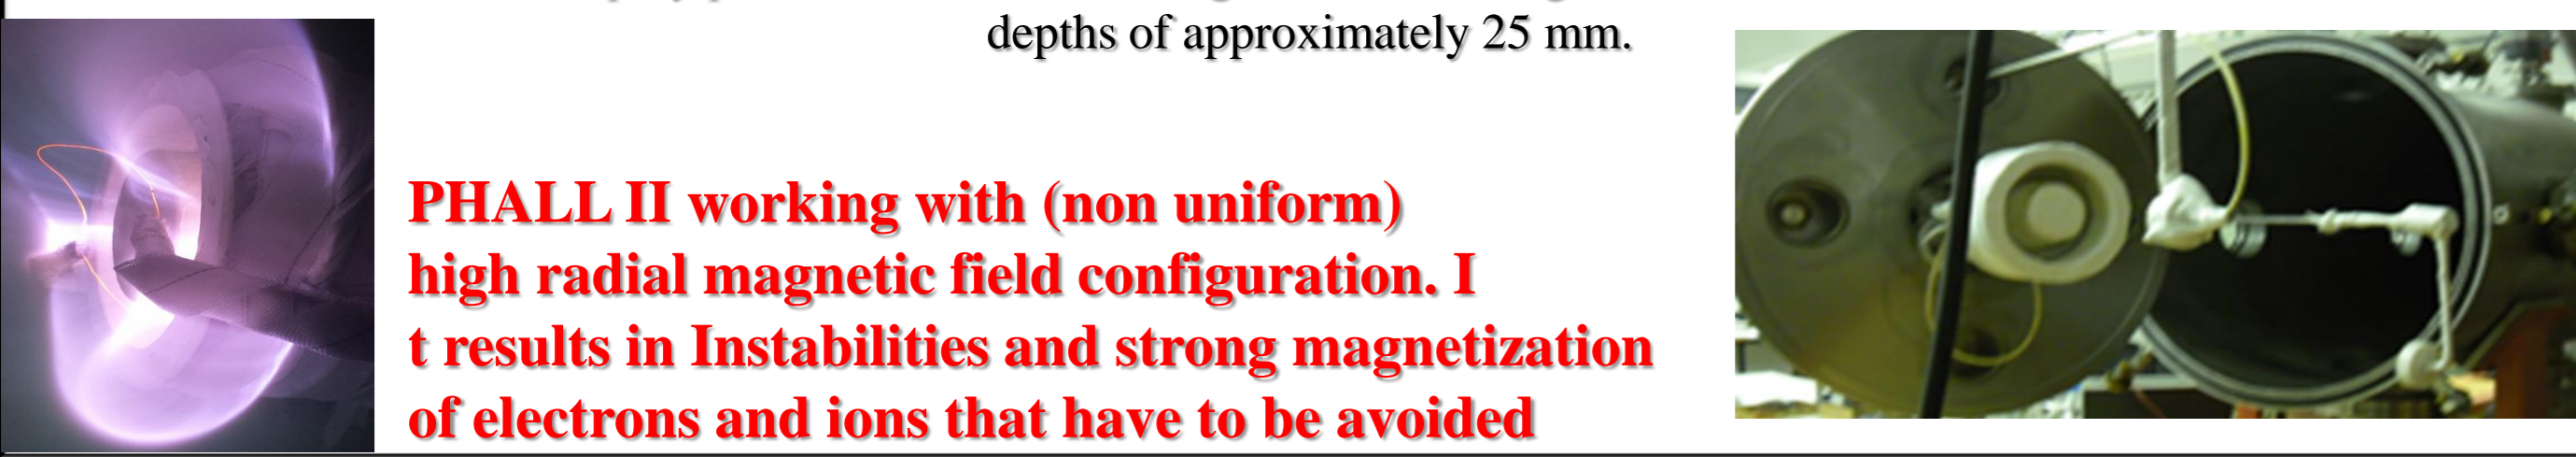 depths of approximately 25 mm.
PHALL II working with (non uniform)
high radial magnetic field configuration. I
t results in Instabilities and strong magnetization
of electrons and ions that have to be avoided